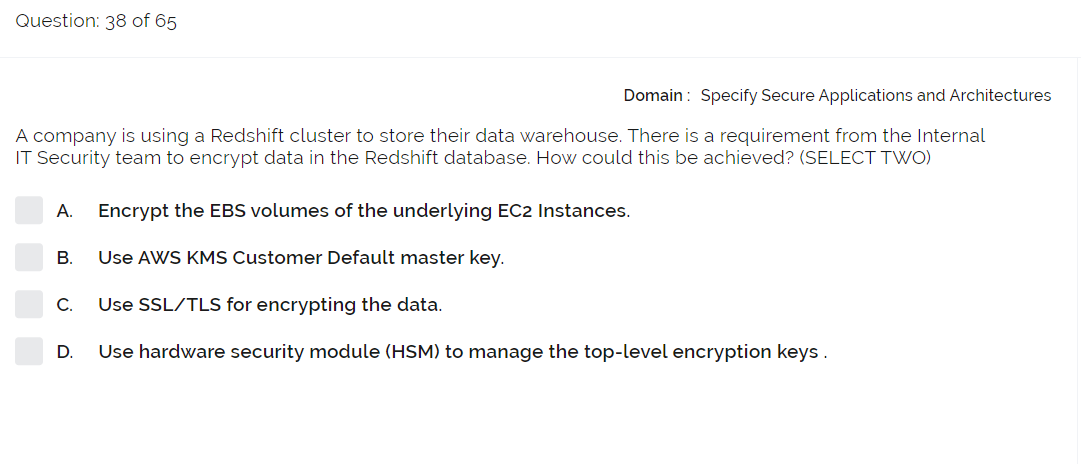 Question: 38 of 65
Domain : Specify Secure Applications and Architectures
A company is using a Redshift cluster to store their data warehouse. There is a requirement from the Internal
IT Security team to encrypt data in the Redshift database. How could this be achieved? (SELECT TWO)
A. Encrypt the EBS volumes of the underlying EC2 Instances.
B. Use AWS KMS Customer Default master key.
C. Use SSL/TLS for encrypting the data.
D. Use hardware security module (HSM) to manage the top-level encryption keys .